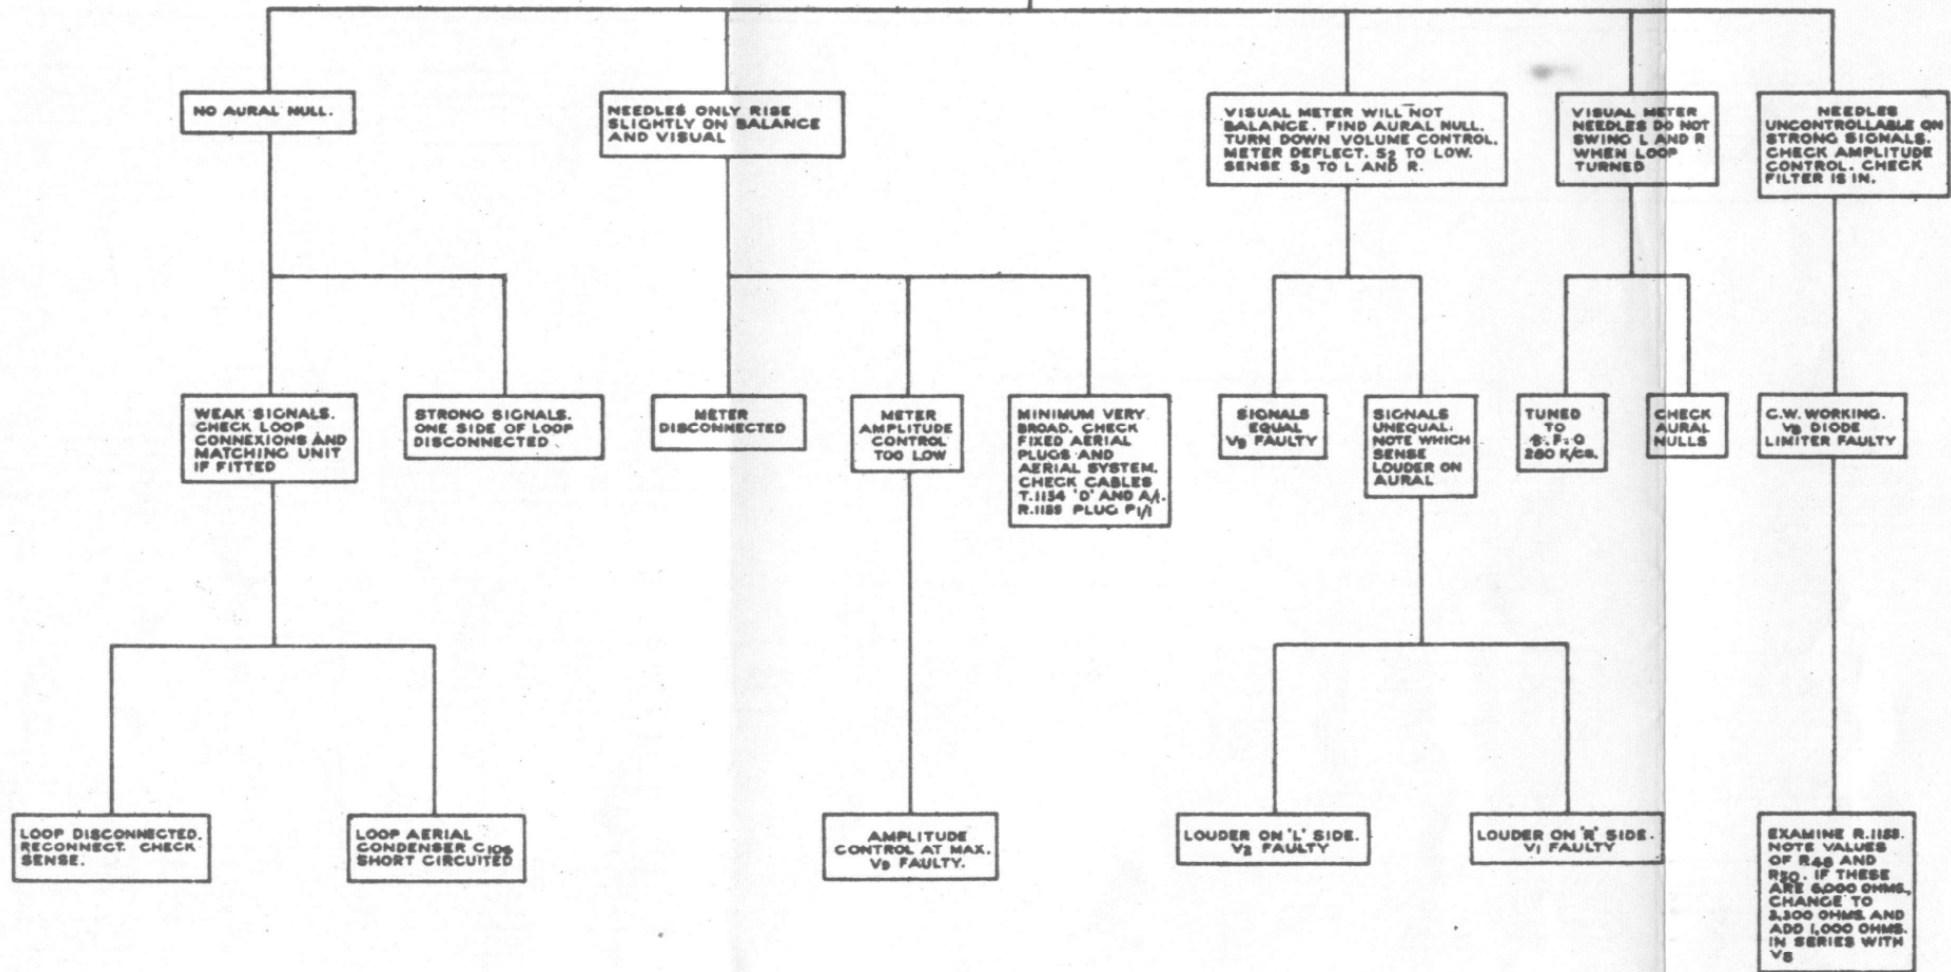 NO AURAL NULL.
NEEDLES ONLY RISE
SLIGHTLY ON BALANCE
AND VISUAL
VISUAL METER WILL NOT
BALANCE. FIND AURAL NULL.
TURN DOWN VOLUME CONTROL.
METER DEFLECT. S2 TO LOW.
SENSE S3 TO L AND R.
VISUAL METER
NEEDLES DO NOT
SWING L AND R
WHEN LOOP
TURNED
NEEDLES
UNCONTROLLABLE ON
STRONG SIGNALS.
CHECK AMPLITUDE
CONTROL. CHECK
FILTER IS IN.
WEAK SIGNALS.
CHECK LOOP
CONNEXIONS AND
MATCHING UNIT
IF FITTED
STRONG SIGNALS.
ONE SIDE OF LOOP
DISCONNECTED.
METER
DISCONNECTED
METER
AMPLITUDE
CONTROL
TOO LOW
MINIMUM VERY
BROAD. CHECK
FIXED AERIAL
PLUGS AND
AERIAL SYSTEM.
CHECK CABLES
T.1154 'D' AND A/1.
R.1155 PLUG P1/1
SIGNALS
EQUAL
FAULTY
SIGNALS
UNEQUAL.
NOTE WHICH
SENSE
LOUDER ON
AURAL
TUNED
TO
B.F.O
280 K/cs.
CHECK
AURAL
NULLS
C.W. WORKING.
V8 DIODE
LIMITER FAULTY
LOOP DISCONNECTED.
RECONNECT. CHECK
SENSE.
LOOP AERIAL
CONDENSER
SHORT CIRCUITED
AMPLITUDE
CONTROL AT MAX.
V9 FAULTY.
LOUDER ON 'L' SIDE.
V2 FAULTY
LOUDER ON 'R' SIDE.
V1 FAULTY
EXAMINE R.1155.
NOTE VALUES
OF R48 AND
R50. IF THESE
ARE 6,000 OHMS,
CHANGE TO
3,300 OHMS AND
ADD 1,000 OHMS.
IN SERIES WITH
V8